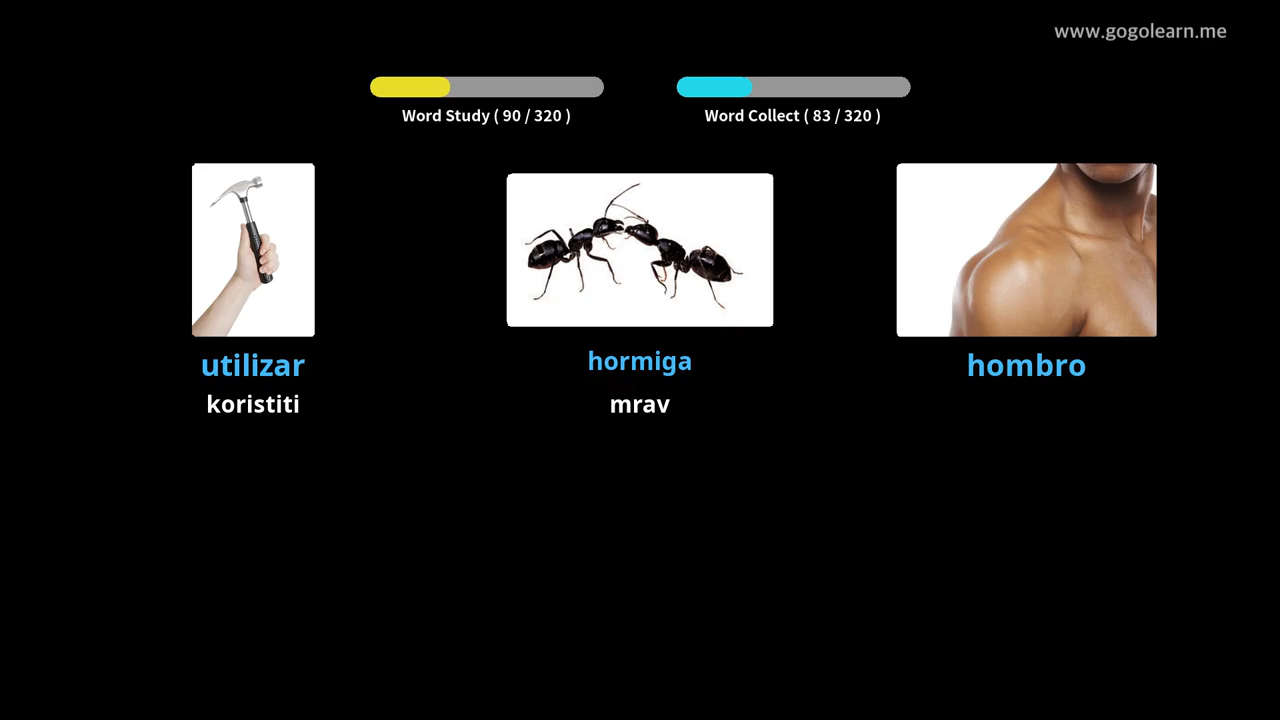 www.gogolearn.me
Word Study ( 90 / 320 )
Word Collect ( 83 / 320 )
utilizar
koristiti
hormiga
mrav
hombro